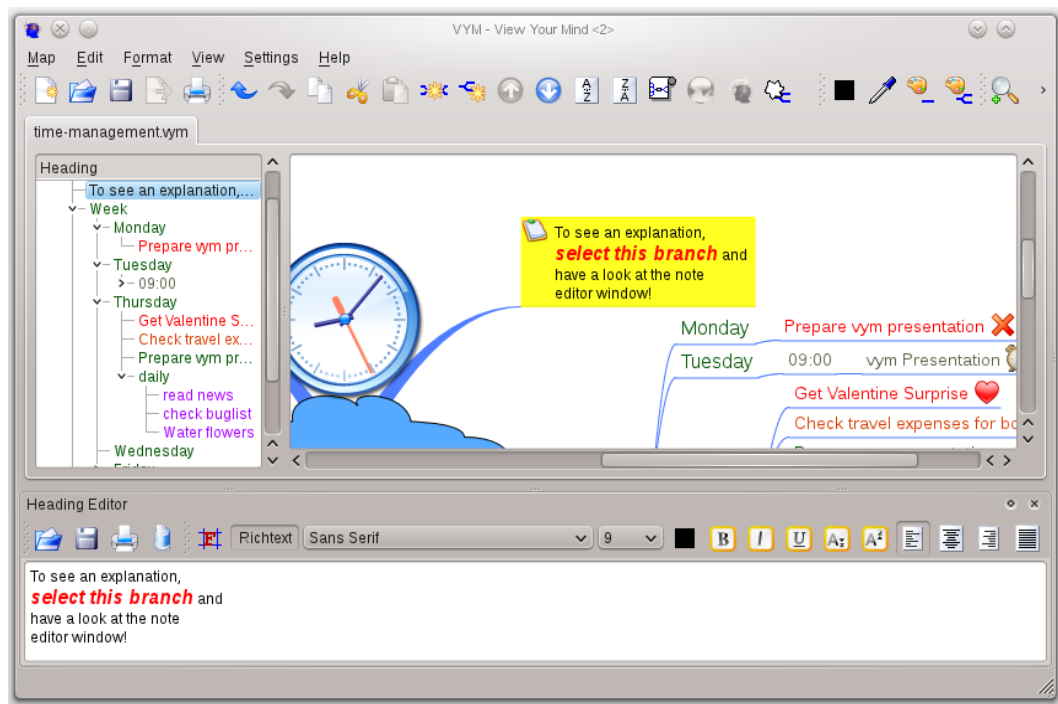 VYM - View Your Mind <2>
Map Edit Format View Settings Help
time-management.vym
Heading
To see an explanation,...
Week
Monday
Prepare vym pr...
Tuesday
09:00
Thursday
Get Valentine S...
Check travel ex...
Prepare vym pr...
daily
read news
check buglist
Water flowers
Wednesday
To see an explanation,
select this branch and
have a look at the note
editor window!
Monday Prepare vym presentation
Tuesday 09:00 vym Presentation
Get Valentine Surprise
Check travel expenses for bo
Heading Editor
Richtext Sans Serif 9 B I U
To see an explanation,
select this branch and
have a look at the note
editor window!